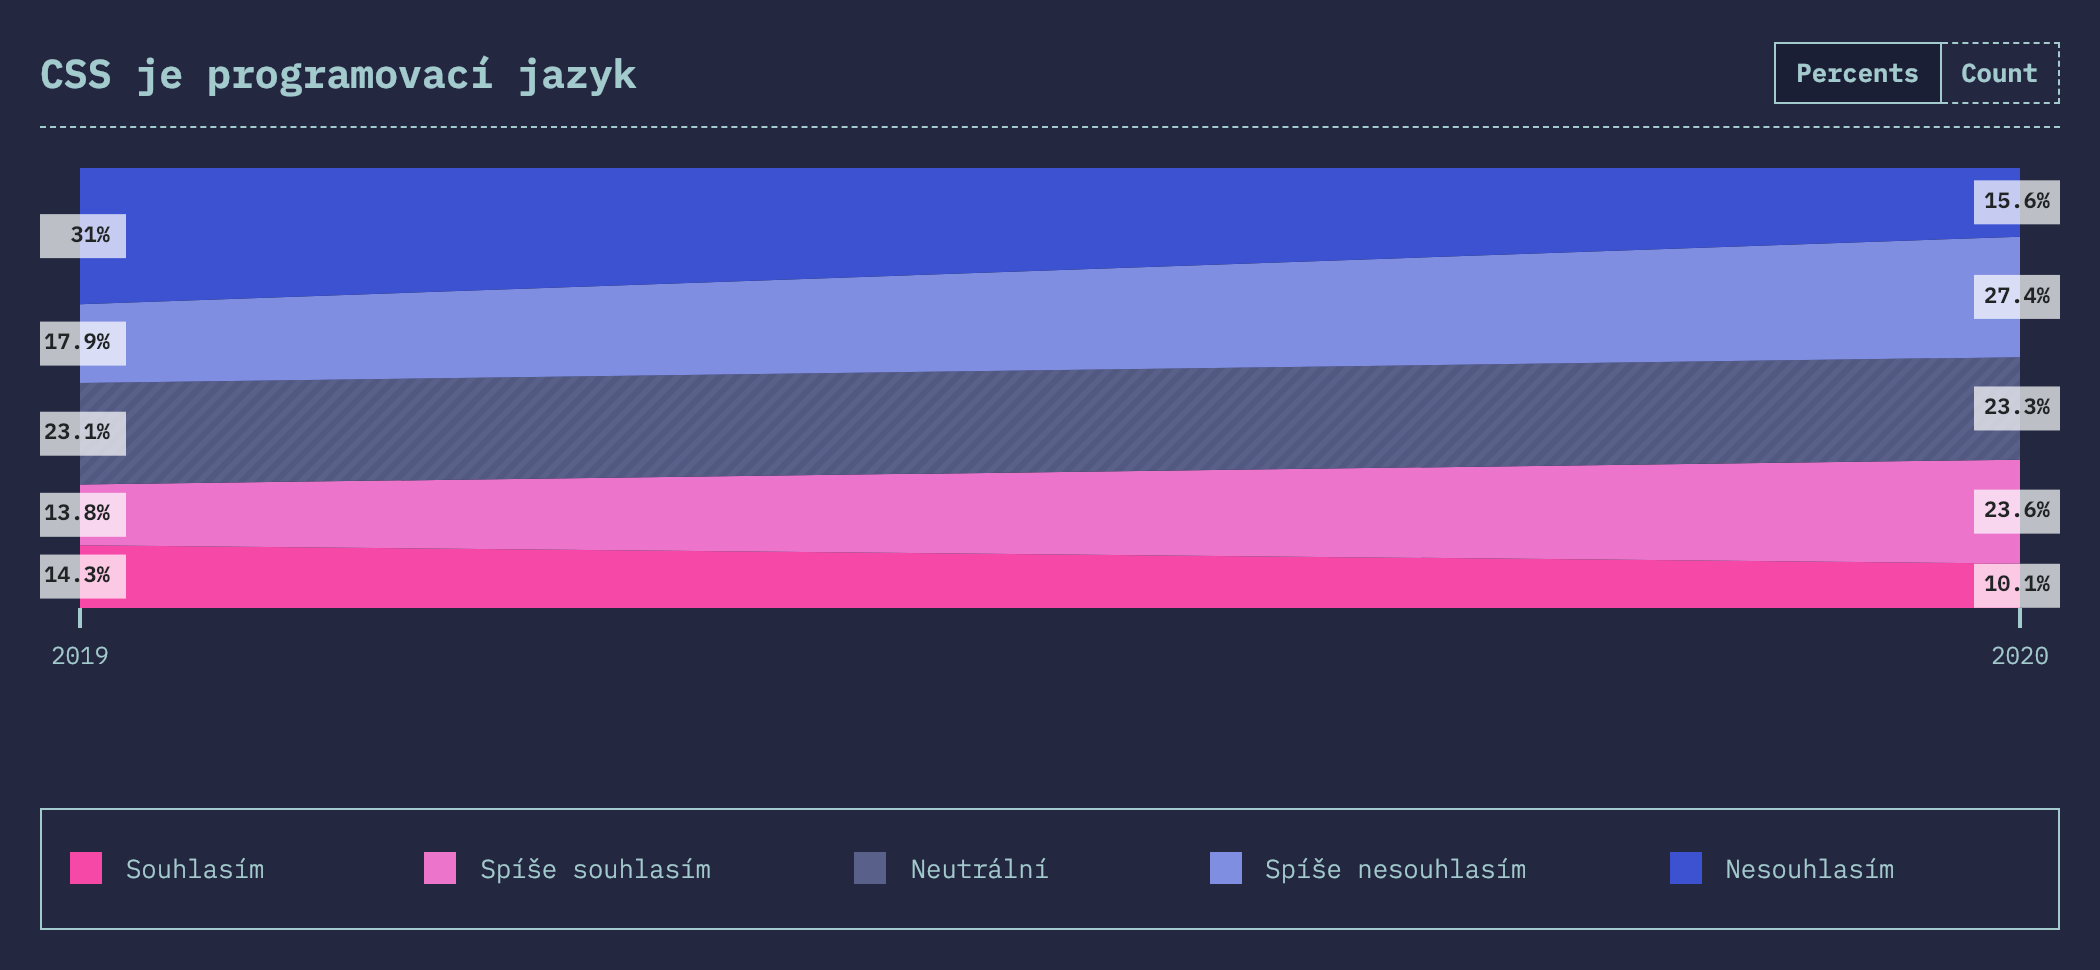 CSS je programovací jazyk
Percents
Count
31%
17.9%
23.1%
13.8%
14.3%
15.6%
27.4%
23.3%
23.6%
10.1%
2019
2020
Souhlasím
Spíše souhlasím
Neutrální
Spíše nesouhlasím
Nesouhlasím